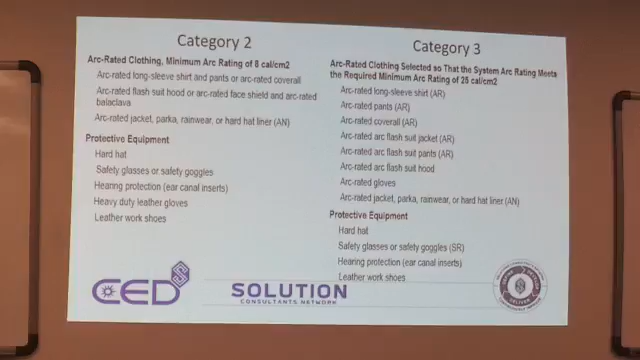 Category 2
Arc-Rated Clothing, Minimum Arc Rating of 8 cal/cm2
Arc-rated long-sleeve shirt and pants or arc-rated coverall
Arc-rated flash suit hood or arc-rated face shield and arc-rated
balaclava
Arc-rated jacket, parka, rainwear, or hard hat liner (AN)
Protective Equipment
Hard hat
Safety glasses or safety goggles
Hearing protection (ear canal inserts)
Heavy duty leather gloves
Leather work shoes
Category 3
Arc-Rated Clothing Selected so That the System Arc Rating Meets
the Required Minimum Arc Rating of 25 cal/cm2
Arc-rated long-sleeve shirt (AR)
Arc-rated pants (AR)
Arc-rated coverall (AR)
Arc-rated arc flash suit jacket (AR)
Arc-rated arc flash suit pants (AR)
Arc-rated arc flash suit hood
Arc-rated gloves
Arc-rated jacket, parka, rainwear, or hard hat liner (AN)
Protective Equipment
Hard hat
Safety glasses or safety goggles (SR)
Hearing protection (ear canal inserts)
Leather work shoes
CED
SOLUTION
CONSULTANTS NETWORK
DELIVER